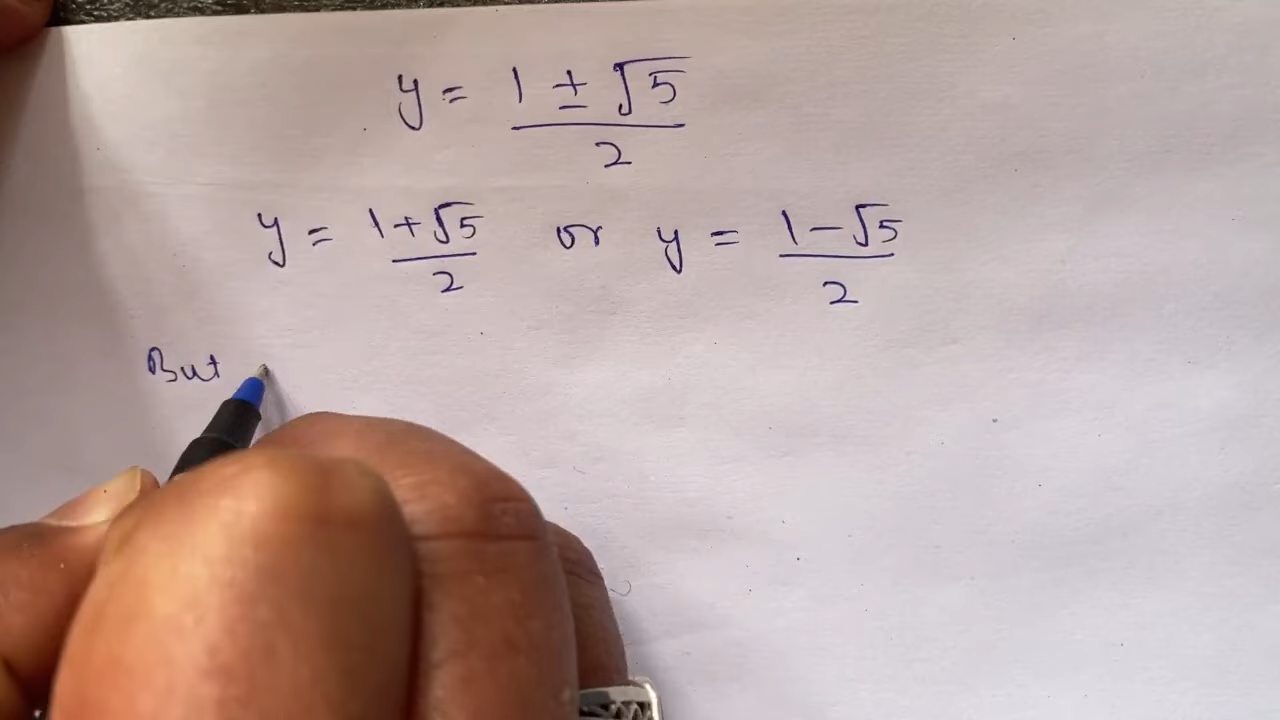 y = 1 ± √5 / 2
y = 1+√5 / 2 or y = 1-√5 / 2
But